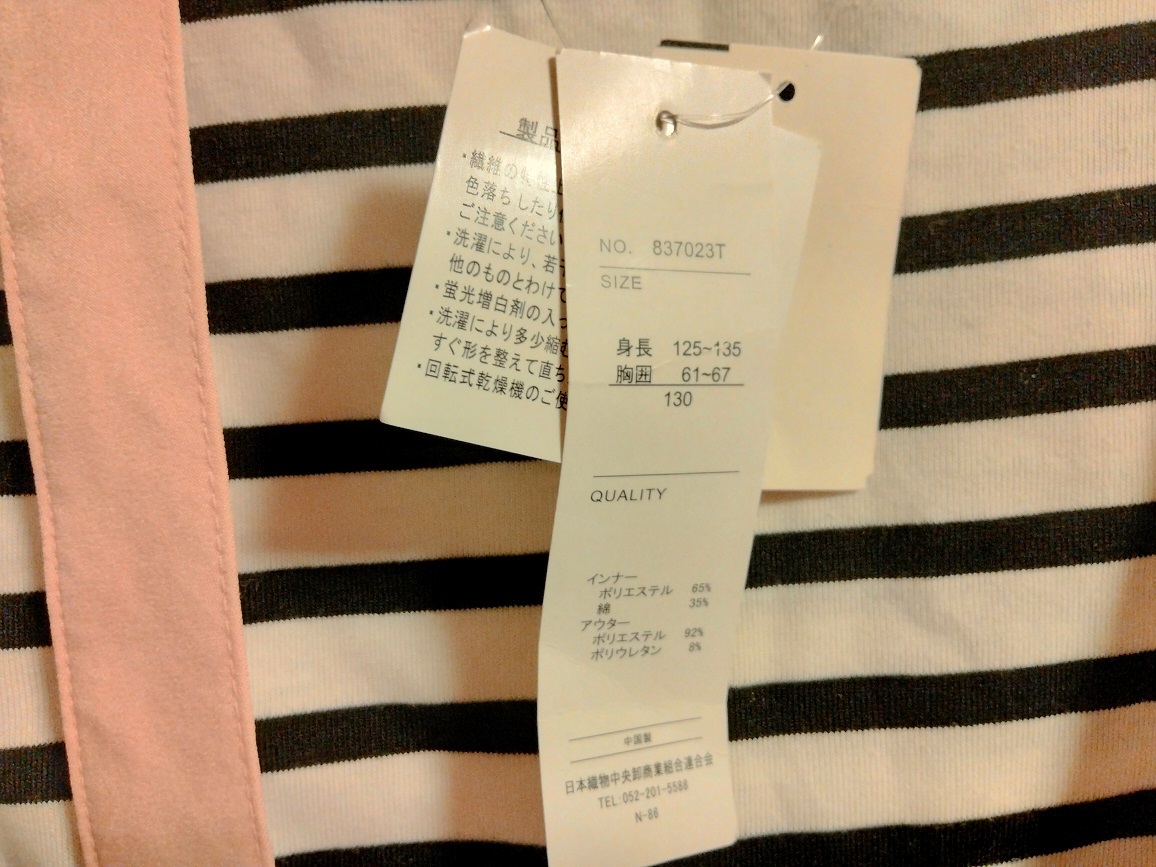 製品
・繊維の特性上
色落ちしたり
ご注意ください
・洗濯により、若干
他のものとわけて
・蛍光増白剤の入っ
・洗濯により多少縮む
すぐ形を整えて直ち
・回転式乾燥機のご使
NO. 837023T
SIZE
身長 125~135
胸囲 61~67
130
QUALITY
インナー
ポリエステル 65%
綿 35%
アウター
ポリエステル 92%
ポリウレタン 8%
中国製
日本織物中央卸商業組合連合会
TEL:052-201-5588
N-86